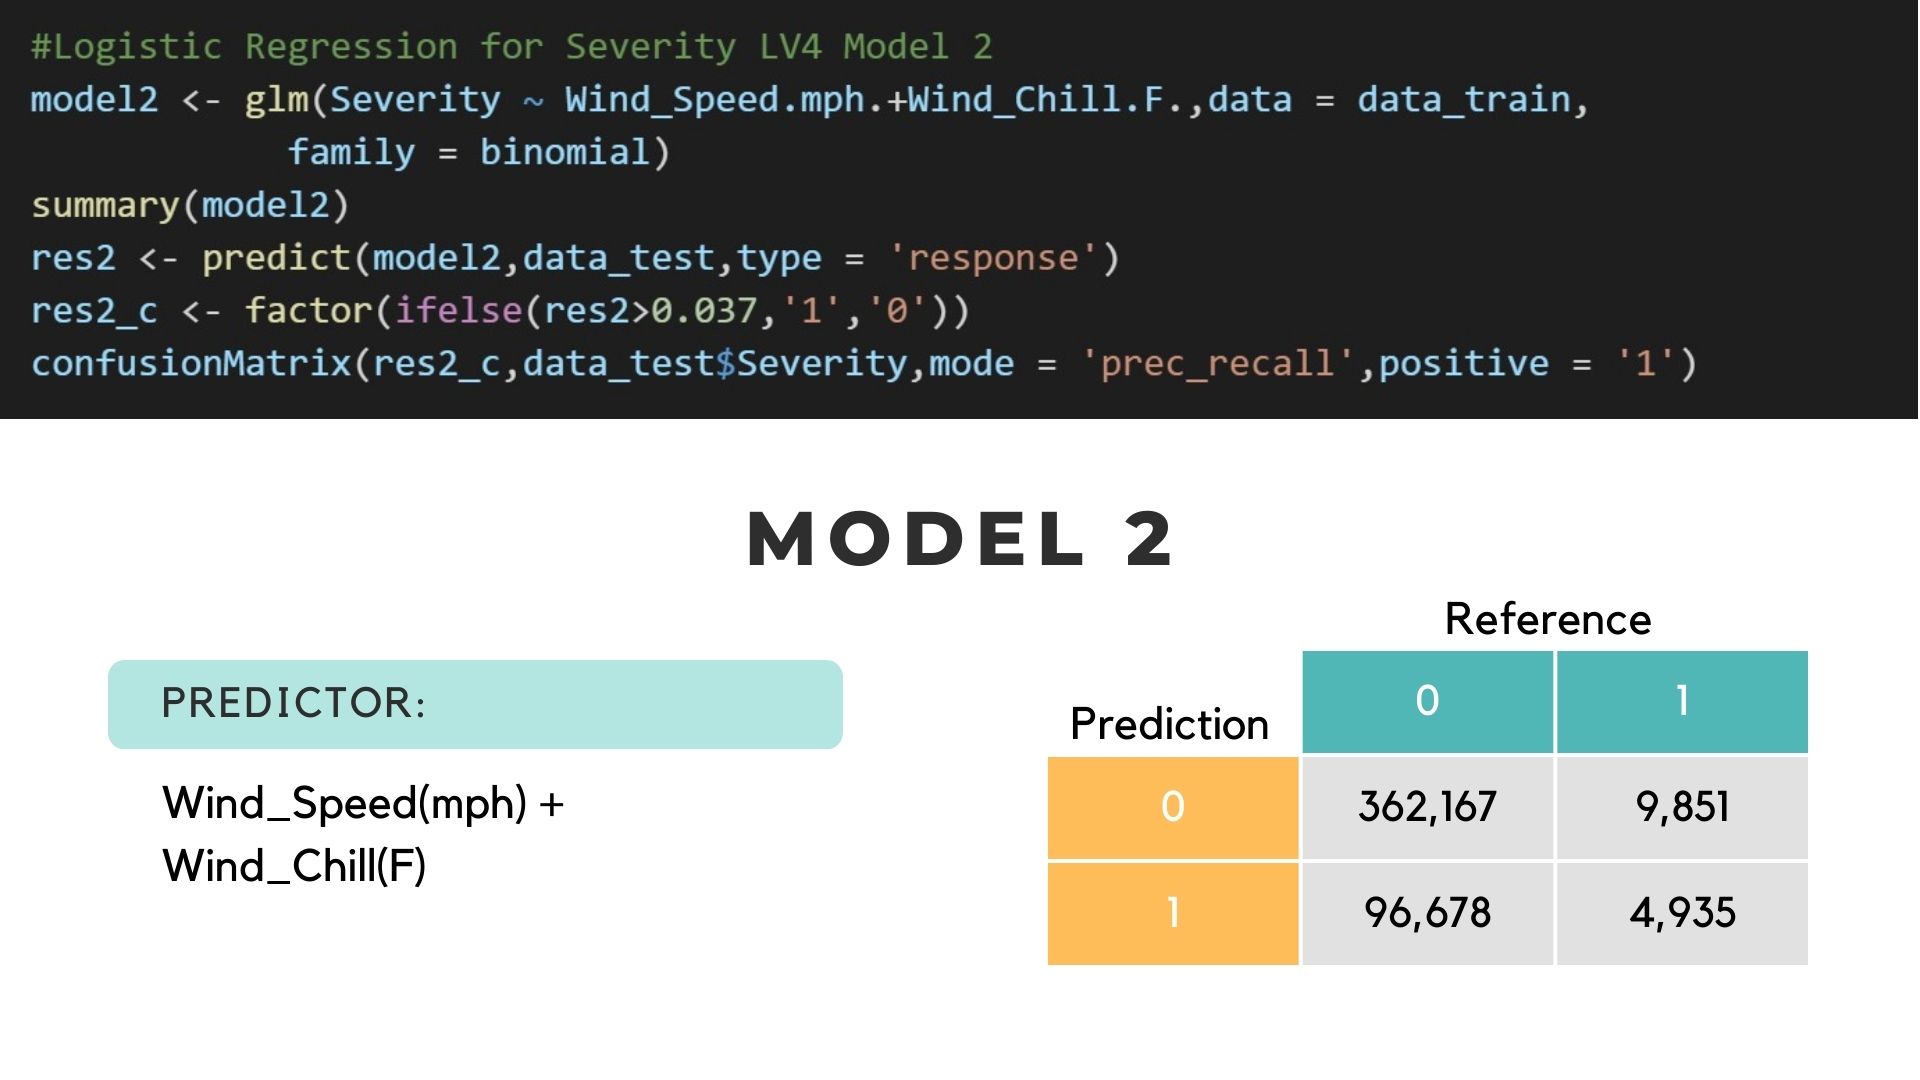 #Logistic Regression for Severity LV4 Model 2
model2 <- glm(Severity ~ Wind_Speed.mph.+Wind_Chill.F.,data = data_train,
            family = binomial)
summary(model2)
res2 <- predict(model2,data_test,type = 'response')
res2_c <- factor(ifelse(res2>0.037,'1','0'))
confusionMatrix(res2_c,data_test$Severity,mode = 'prec_recall',positive = '1')
MODEL 2
PREDICTOR:
Wind_Speed(mph) +
Wind_Chill(F)
Reference
Prediction 0 1
0 362,167 9,851
1 96,678 4,935